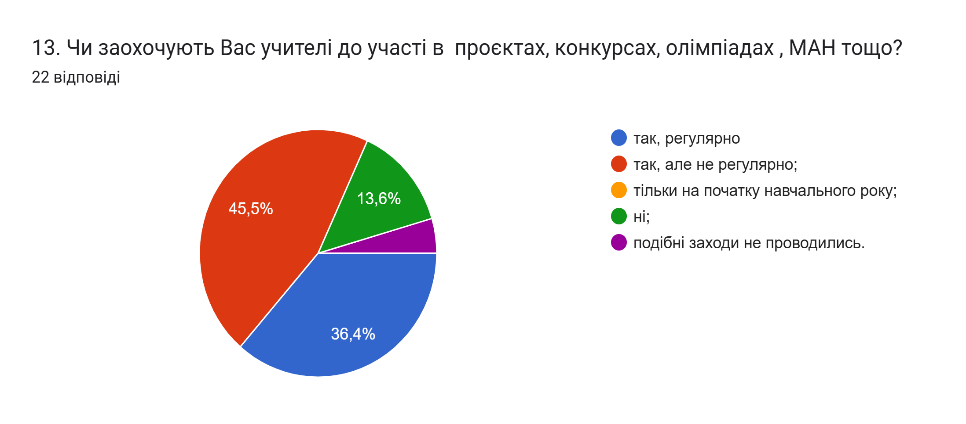 13. Чи заохочують Вас учителі до участі в  проєктах, конкурсах, олімпіадах , МАН тощо?
22 відповіді
так, регулярно
так, але не регулярно;
тільки на початку навчального року;
ні;
подібні заходи не проводились.
45,5%
13,6%
36,4%